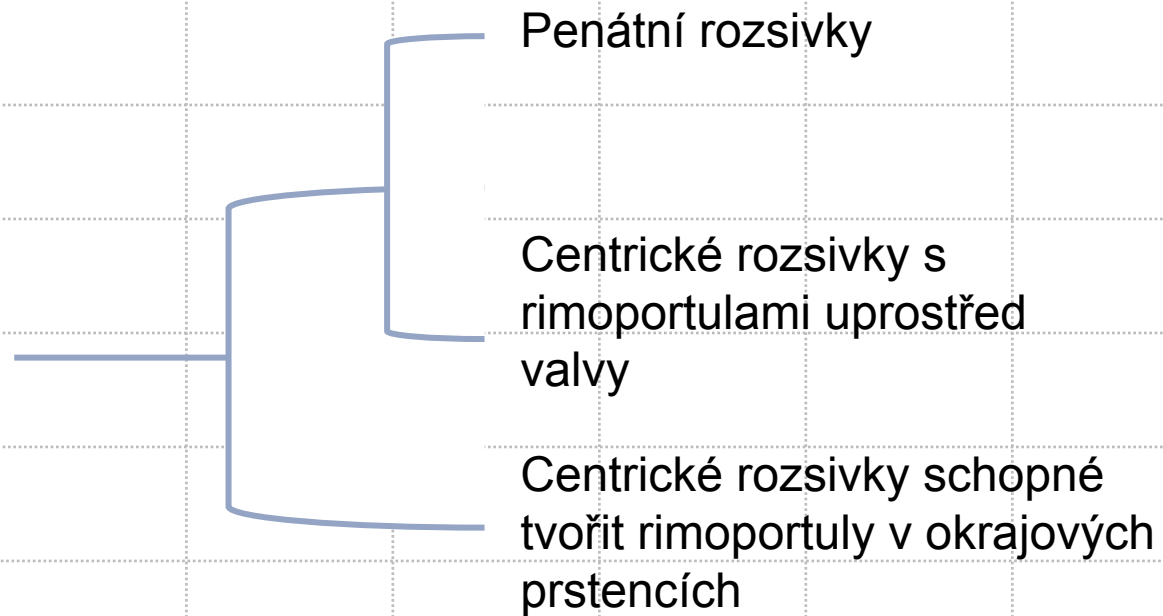 Penátní rozsivky
Centrické rozsivky s
rimoportulami uprostřed
valvy
Centrické rozsivky schopné
tvořit rimoportuly v okrajových
prstencích